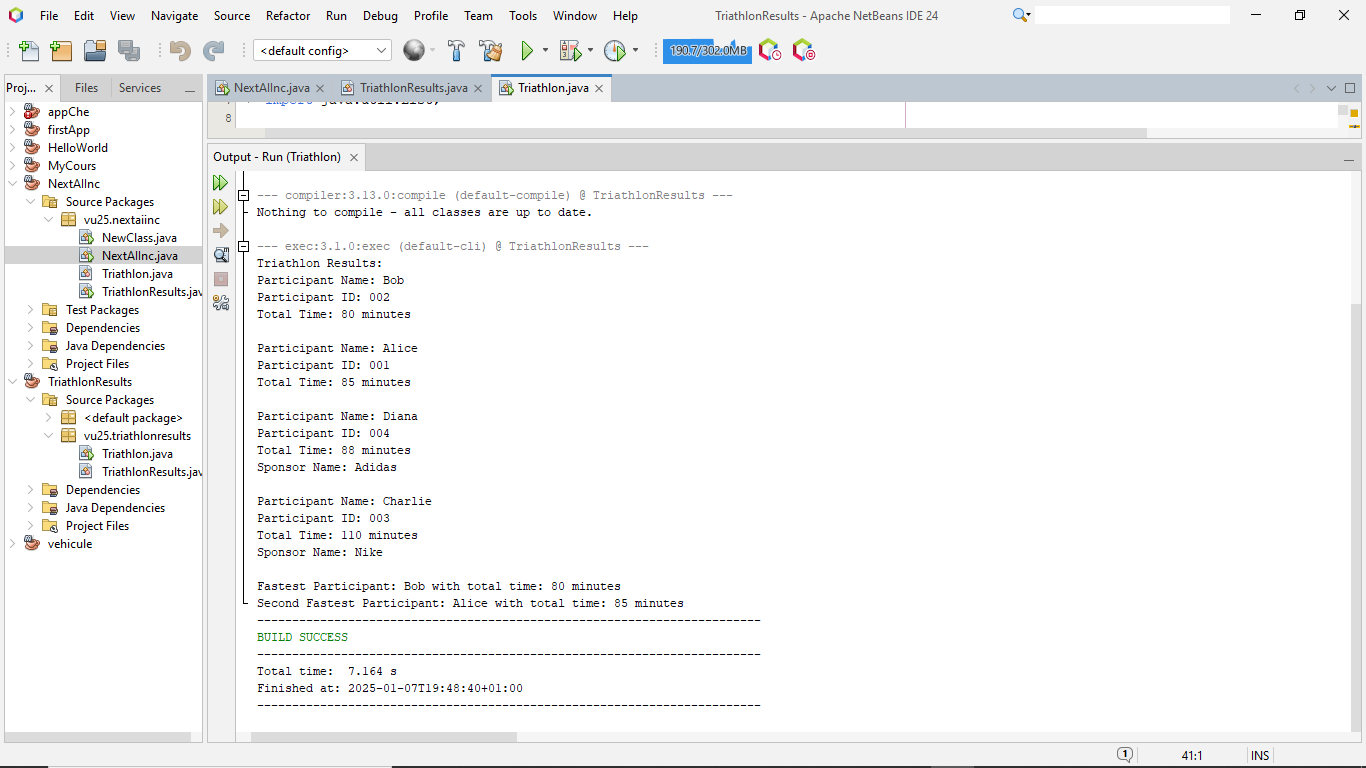 File Edit View Navigate Source Refactor Run Debug Profile Team Tools Window Help
TriathlonResults - Apache NetBeans IDE 24
<default config>
190.7/302.0MB
Proj... Files Services
NextAIInc.java TriathlonResults.java Triathlon.java
appChe
firstApp
HelloWorld
MyCours
NextAIInc
Source Packages
vu25.nextaiinc
NewClass.java
NextAIInc.java
Triathlon.java
TriathlonResults.jav
Test Packages
Dependencies
Java Dependencies
Project Files
TriathlonResults
Source Packages
<default package>
vu25.triathlonresults
Triathlon.java
TriathlonResults.jav
Dependencies
Java Dependencies
Project Files
vehicule
import java.util.List;
8
Output - Run (Triathlon)
--- compiler:3.13.0:compile (default-compile) @ TriathlonResults ---
Nothing to compile - all classes are up to date.
--- exec:3.1.0:exec (default-cli) @ TriathlonResults ---
Triathlon Results:
Participant Name: Bob
Participant ID: 002
Total Time: 80 minutes
Participant Name: Alice
Participant ID: 001
Total Time: 85 minutes
Participant Name: Diana
Participant ID: 004
Total Time: 88 minutes
Sponsor Name: Adidas
Participant Name: Charlie
Participant ID: 003
Total Time: 110 minutes
Sponsor Name: Nike
Fastest Participant: Bob with total time: 80 minutes
Second Fastest Participant: Alice with total time: 85 minutes
------------------------------------------------------------------------
BUILD SUCCESS
------------------------------------------------------------------------
Total time:  7.164 s
Finished at: 2025-01-07T19:48:40+01:00
------------------------------------------------------------------------
1
41:1 INS